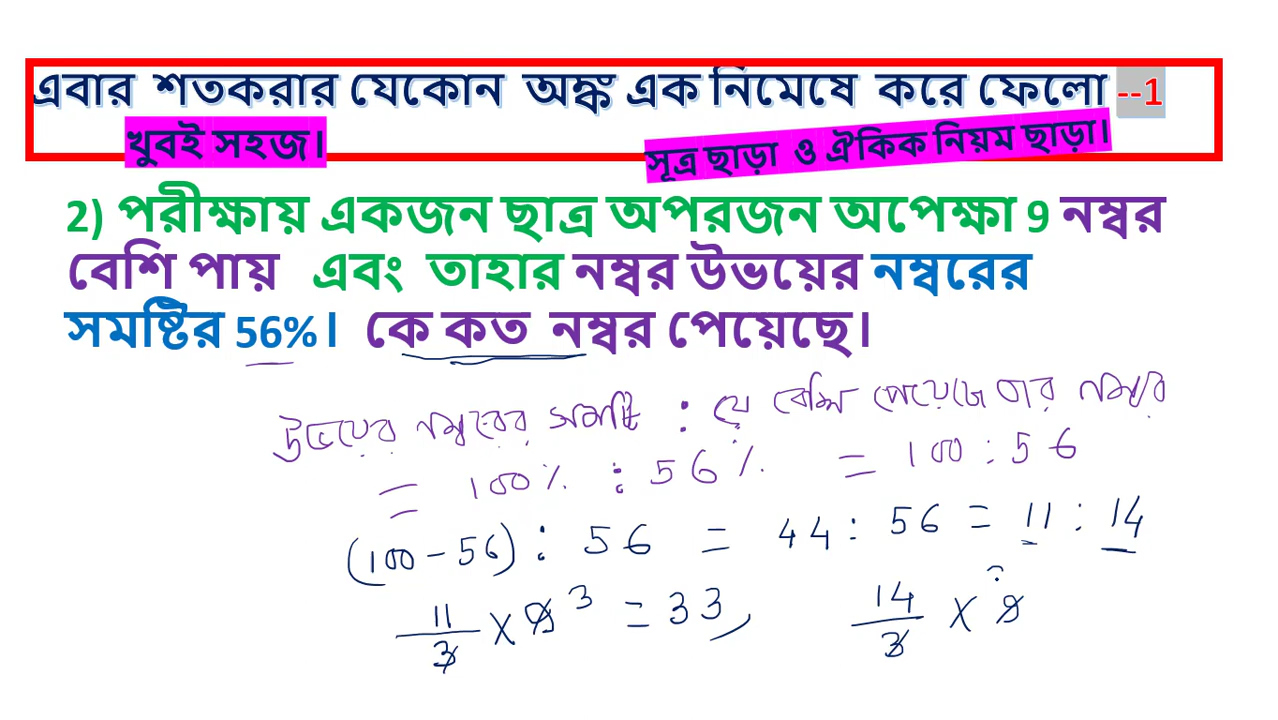 এবার শতকরার যেকোন অঙ্ক এক নিমেষে করে ফেলো --1
খুবই সহজ।
সূত্র ছাড়া ও ঐকিক নিয়ম ছাড়া।
2) পরীক্ষায় একজন ছাত্র অপরজন অপেক্ষা 9 নম্বর
বেশি পায় এবং তাহার নম্বর উভয়ের নম্বরের
সমষ্টির 56%। কে কত নম্বর পেয়েছে।
উভয়ের নম্বরের সমষ্টি : যে বেশি পেয়েছে তার নম্বর
= 100% : 56% = 100 : 56
(100 - 56) : 56 = 44 : 56 = 11 : 14
11/3 × 9 3 = 33, 14/3 × 9